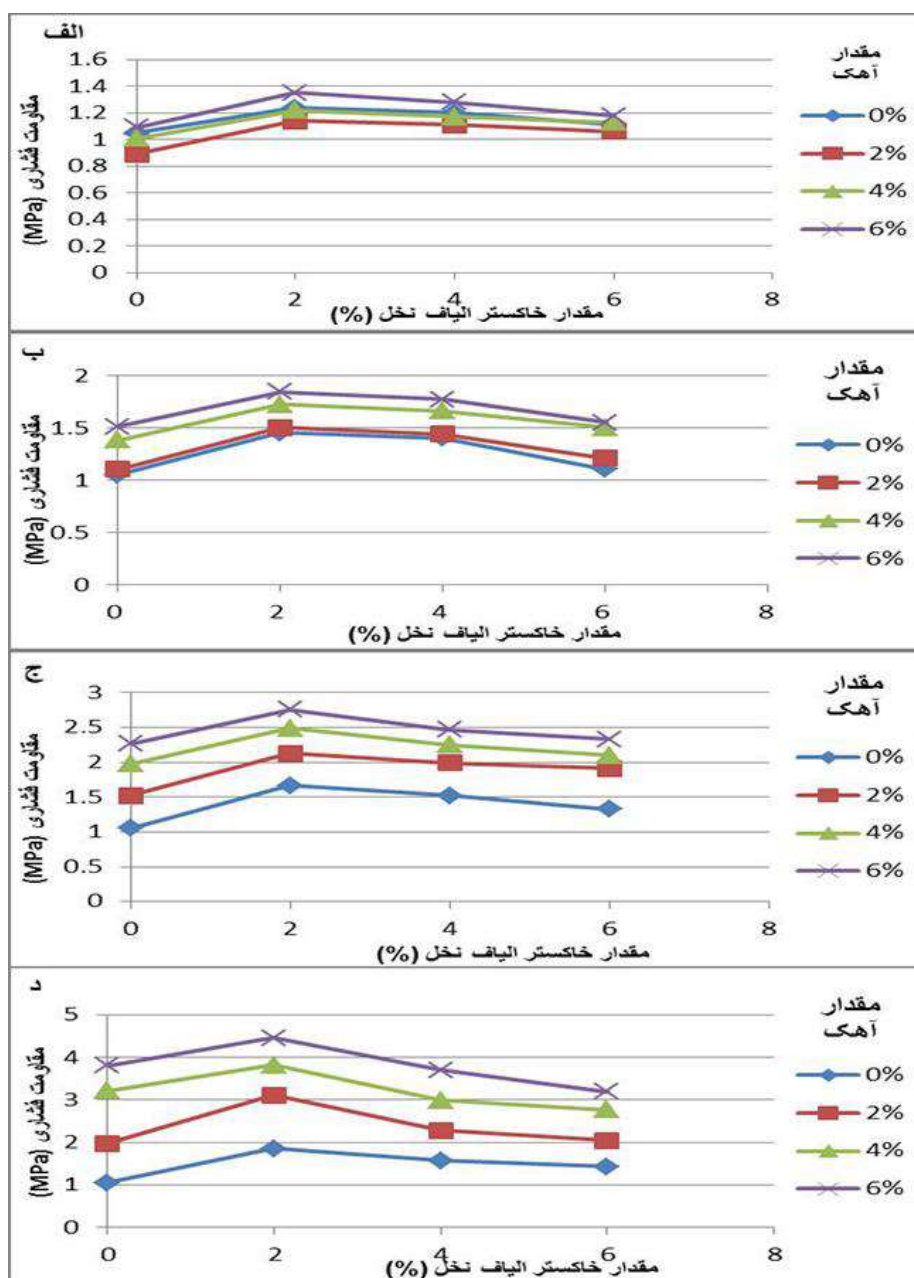 الف
مقاومت فشاری (MPa)
1.6
1.4
1.2
1
0.8
0.6
0.4
0.2
0
0 2 4 6 8
مقدار خاکستر الیاف نخل (%)
مقدار
آهک
0%
2%
4%
6%
ب
مقاومت فشاری (MPa)
2
1.5
1
0.5
0
0 2 4 6 8
مقدار خاکستر الیاف نخل (%)
مقدار
آهک
0%
2%
4%
6%
ج
مقاومت فشاری (MPa)
3
2.5
2
1.5
1
0.5
0
0 2 4 6 8
مقدار خاکستر الیاف نخل (%)
مقدار
آهک
0%
2%
4%
6%
د
مقاومت فشاری (MPa)
5
4
3
2
1
0
0 2 4 6 8
مقدار خاکستر الیاف نخل (%)
مقدار
آهک
0%
2%
4%
6%